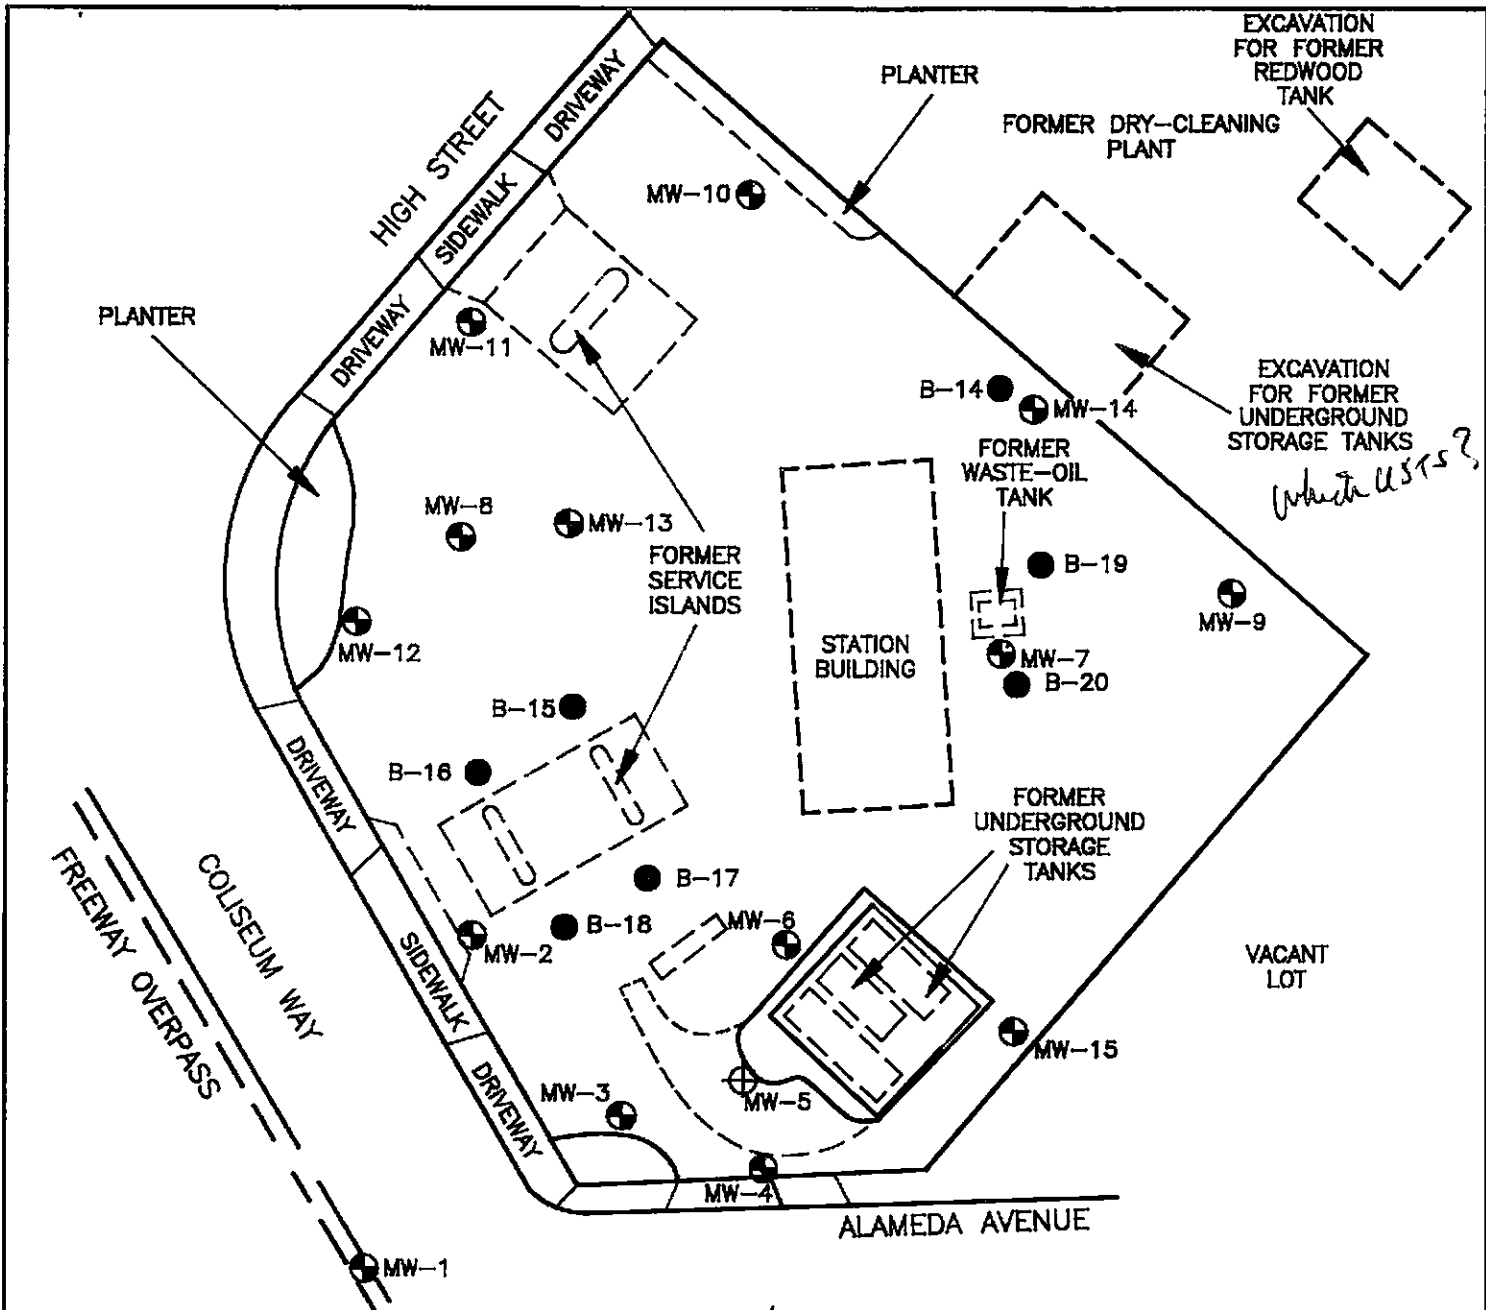 EXCAVATION
FOR FORMER
REDWOOD
TANK
PLANTER
FORMER DRY-CLEANING
PLANT
DRIVEWAY
HIGH STREET
SIDEWALK
MW-10
DRIVEWAY
PLANTER
MW-11
EXCAVATION
FOR FORMER
UNDERGROUND
STORAGE TANKS
which USTs?
B-14
MW-14
FORMER
WASTE-OIL
TANK
MW-8
MW-13
FORMER
SERVICE
ISLANDS
B-19
MW-9
MW-12
STATION
BUILDING
MW-7
B-20
B-15
DRIVEWAY
B-16
FORMER
UNDERGROUND
STORAGE
TANKS
FREEWAY OVERPASS
COLISEUM WAY
B-17
B-18
MW-2
MW-6
SIDEWALK
VACANT
LOT
MW-15
DRIVEWAY
MW-3
MW-5
MW-4
ALAMEDA AVENUE
MW-1